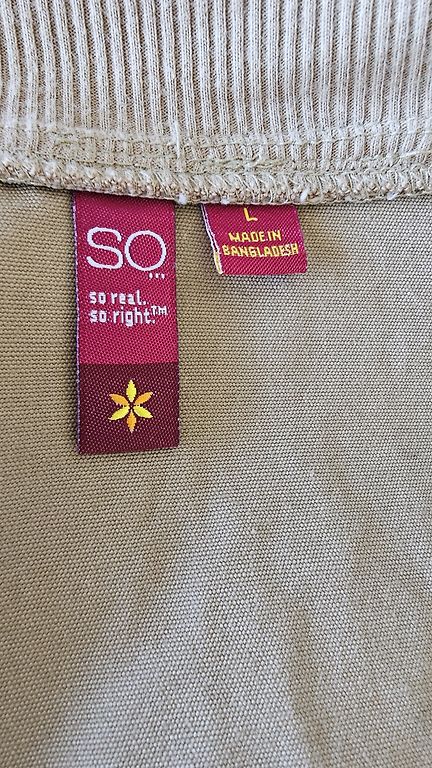 SO...
so real.
so right.™
L
MADE IN
BANGLADESH